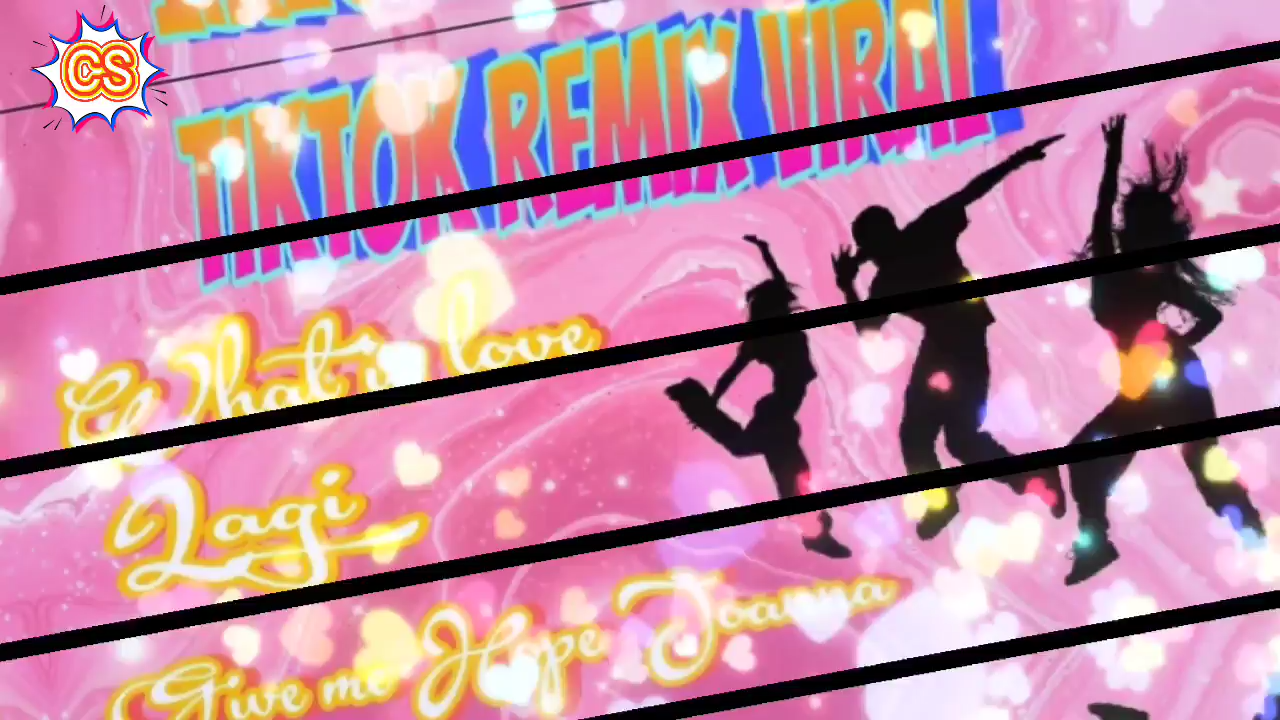 CS
TIKTOK REMIX VIRAL
What is love
Lagi
Give me Hope Joanna